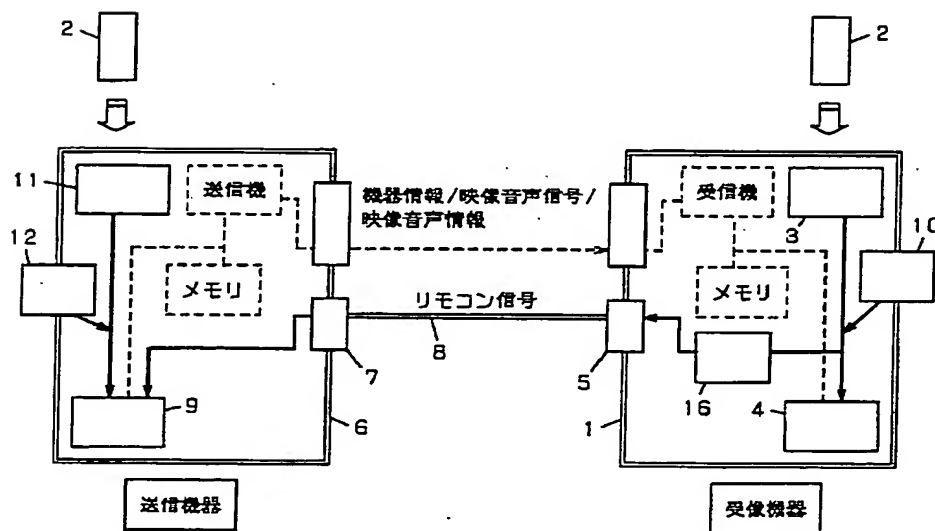 2
2
11
送信機
機器情報/映像音声信号/
映像音声情報
受信機
3
10
12
メモリ
メモリ
リモコン信号
7
8
5
16
9
6
1
4
送信機器
受像機器